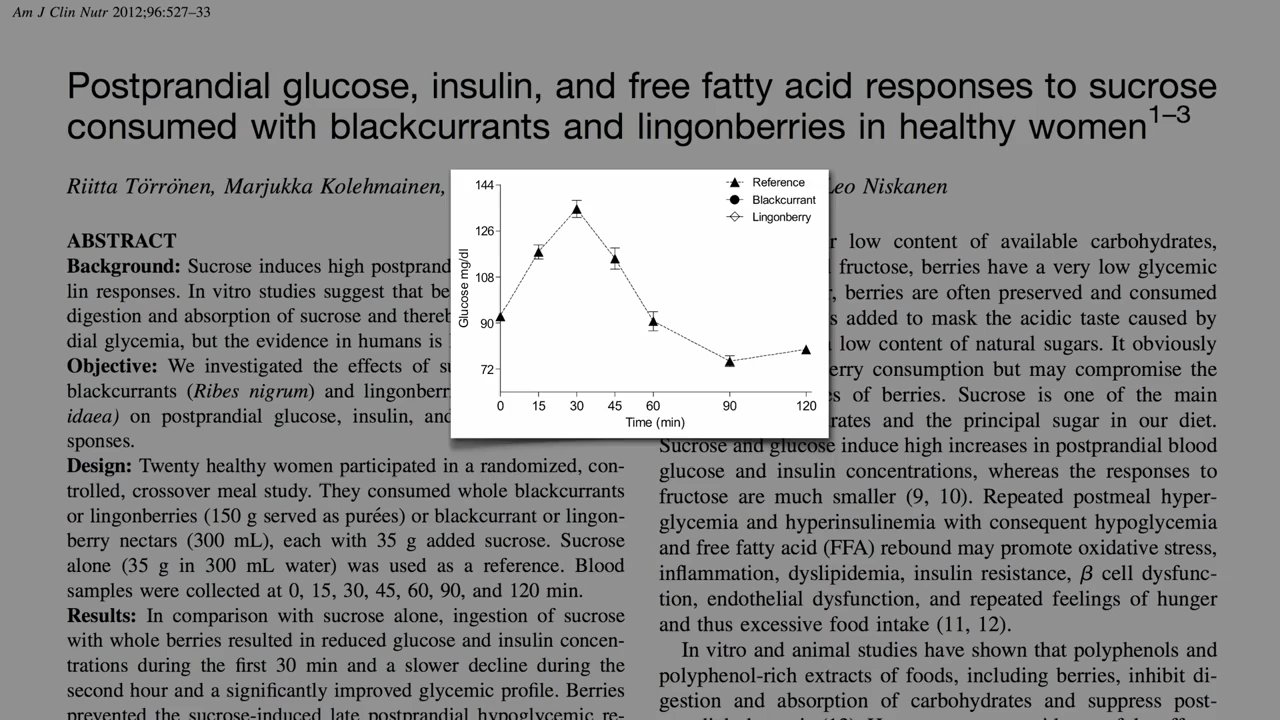 Am J Clin Nutr 2012;96:527–33
Postprandial glucose, insulin, and free fatty acid responses to sucrose
consumed with blackcurrants and lingonberries in healthy women1–3
Riitta Törrönen, Marjukka Kolehmainen,
Leo Niskanen
144
126
108
90
72
Glucose mg/dl
0 15 30 45 60 90 120
Time (min)
Reference
Blackcurrant
Lingonberry
ABSTRACT
Background: Sucrose induces high postprand
lin responses. In vitro studies suggest that be
digestion and absorption of sucrose and thereb
dial glycemia, but the evidence in humans is
Objective: We investigated the effects of su
blackcurrants (Ribes nigrum) and lingonberr
idaea) on postprandial glucose, insulin, and
sponses.
Design: Twenty healthy women participated in a randomized, con-
trolled, crossover meal study. They consumed whole blackcurrants
or lingonberries (150 g served as purées) or blackcurrant or lingon-
berry nectars (300 mL), each with 35 g added sucrose. Sucrose
alone (35 g in 300 mL water) was used as a reference. Blood
samples were collected at 0, 15, 30, 45, 60, 90, and 120 min.
Results: In comparison with sucrose alone, ingestion of sucrose
with whole berries resulted in reduced glucose and insulin concen-
trations during the first 30 min and a slower decline during the
second hour and a significantly improved glycemic profile. Berries
prevented the sucrose-induced late postprandial hypoglycemic re-
r low content of available carbohydrates,
fructose, berries have a very low glycemic
, berries are often preserved and consumed
s added to mask the acidic taste caused by
low content of natural sugars. It obviously
erry consumption but may compromise the
es of berries. Sucrose is one of the main
rates and the principal sugar in our diet.
Sucrose and glucose induce high increases in postprandial blood
glucose and insulin concentrations, whereas the responses to
fructose are much smaller (9, 10). Repeated postmeal hyper-
glycemia and hyperinsulinemia with consequent hypoglycemia
and free fatty acid (FFA) rebound may promote oxidative stress,
inflammation, dyslipidemia, insulin resistance, β cell dysfunc-
tion, endothelial dysfunction, and repeated feelings of hunger
and thus excessive food intake (11, 12).
In vitro and animal studies have shown that polyphenols and
polyphenol-rich extracts of foods, including berries, inhibit di-
gestion and absorption of carbohydrates and suppress post-